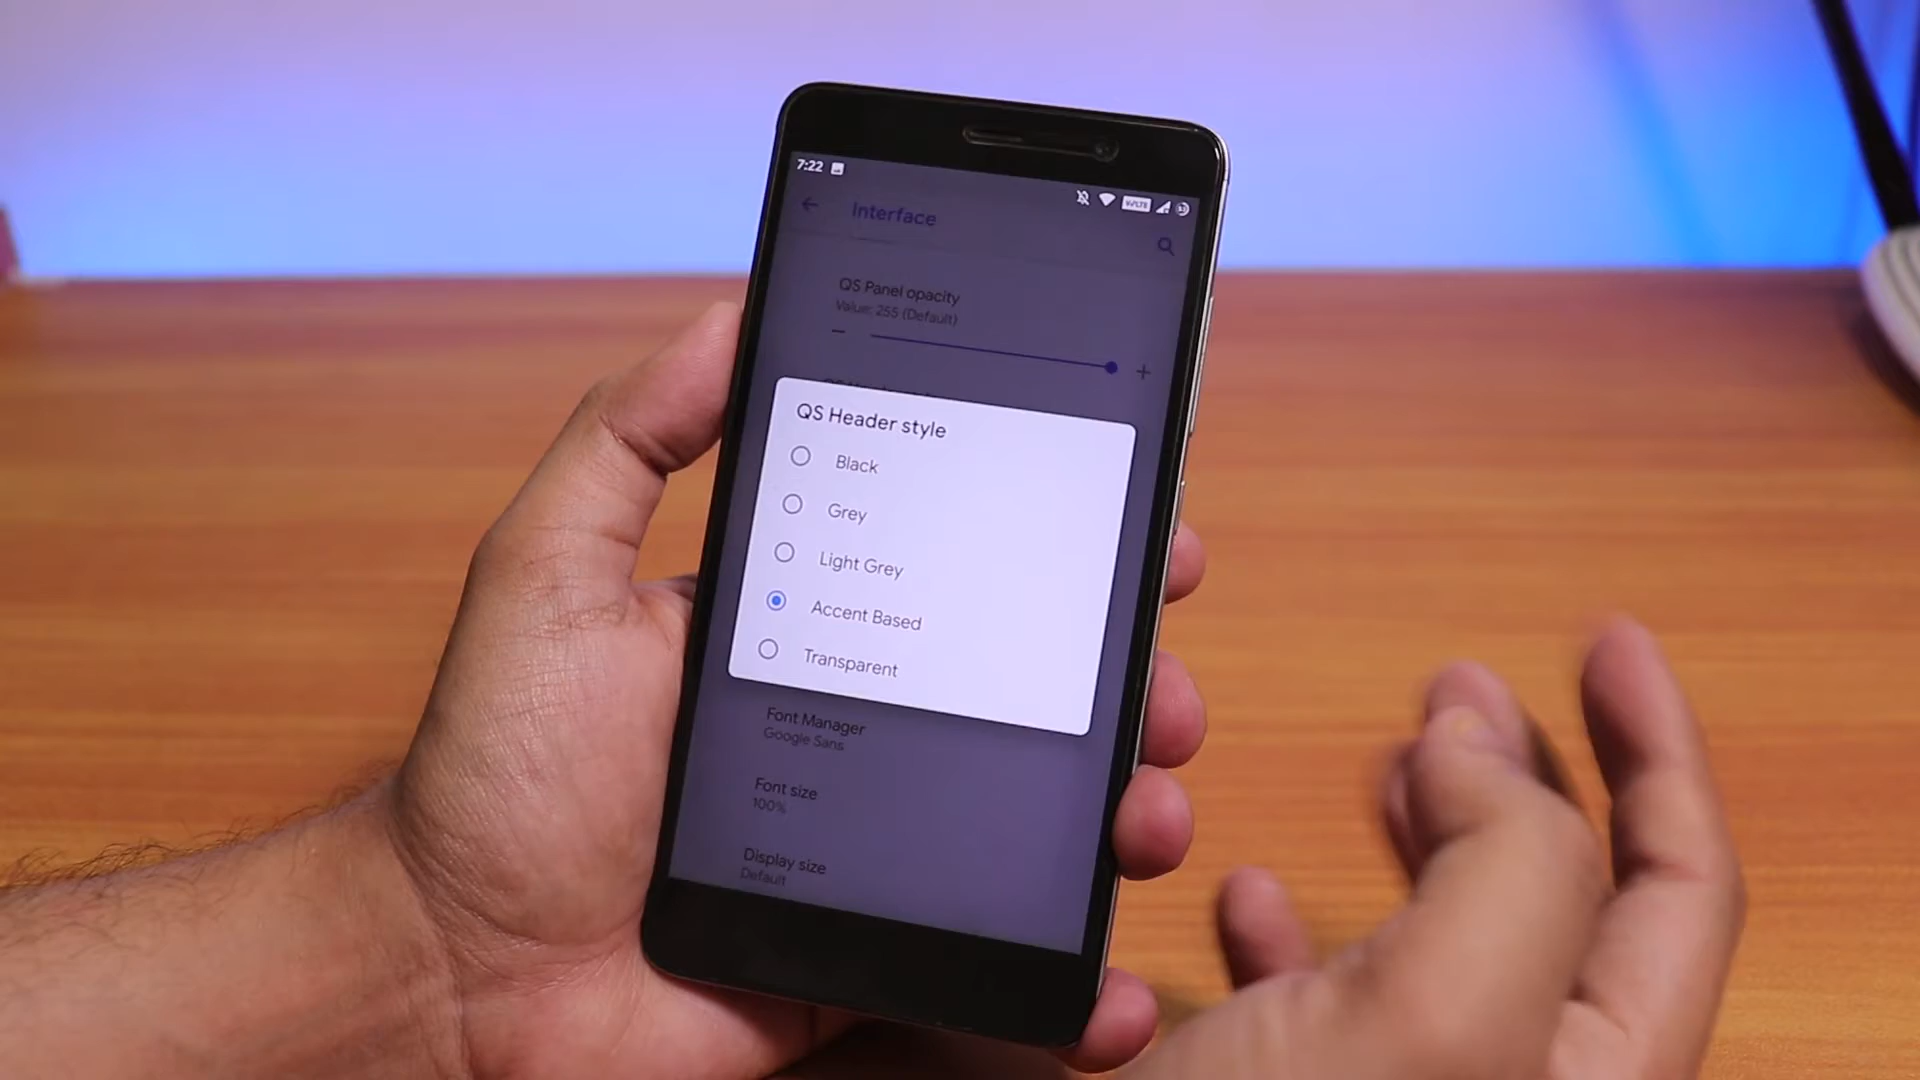 7:22
VoLTE
Interface
QS Panel opacity
Value: 255 (Default)
QS Header style
Black
Grey
Light Grey
Accent Based
Transparent
Font Manager
Google Sans
Font size
100%
Display size
Default